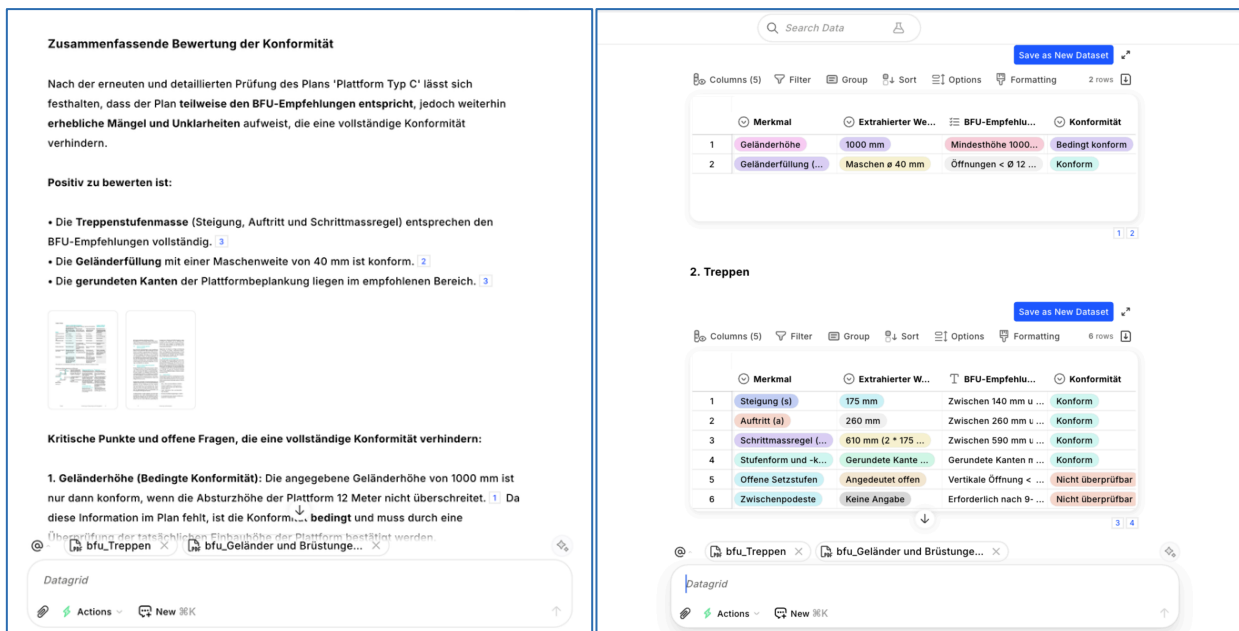 Zusammenfassende Bewertung der Konformität
Nach der erneuten und detaillierten Prüfung des Plans 'Plattform Typ C' lässt sich
festhalten, dass der Plan teilweise den BFU-Empfehlungen entspricht, jedoch weiterhin
erhebliche Mängel und Unklarheiten aufweist, die eine vollständige Konformität
verhindern.
Positiv zu bewerten ist:
• Die Treppenstufenmasse (Steigung, Auftritt und Schrittmassregel) entsprechen den
BFU-Empfehlungen vollständig. 3
• Die Geländerfüllung mit einer Maschenweite von 40 mm ist konform. 2
• Die gerundeten Kanten der Plattformbeplankung liegen im empfohlenen Bereich. 3
Kritische Punkte und offene Fragen, die eine vollständige Konformität verhindern:
1. Geländerhöhe (Bedingte Konformität): Die angegebene Geländerhöhe von 1000 mm ist
nur dann konform, wenn die Absturzhöhe der Plattform 12 Meter nicht überschreitet. 1 Da
diese Information im Plan fehlt, ist die Konformität bedingt und muss durch eine
Überprüfung der tatsächlichen Einbauhöhe der Plattform bestätigt werden.
@ bfu_Treppen × bfu_Geländer und Brüstunge... ×
Datagrid
Actions New ⌘K
Search Data
Save as New Dataset
Columns (5) Filter Group Sort Options Formatting 2 rows
Merkmal Extrahierter We... BFU-Empfehlu... Konformität
1 Geländerhöhe 1000 mm Mindesthöhe 1000... Bedingt konform
2 Geländerfüllung (... Maschen ø 40 mm Öffnungen < Ø 12 ... Konform
1 2
2. Treppen
Save as New Dataset
Columns (5) Filter Group Sort Options Formatting 6 rows
Merkmal Extrahierter W... BFU-Empfehlu... Konformität
1 Steigung (s) 175 mm Zwischen 140 mm u ... Konform
2 Auftritt (a) 260 mm Zwischen 260 mm u ... Konform
3 Schrittmassregel (... 610 mm (2 * 175 ... Zwischen 590 mm u ... Konform
4 Stufenform und -k... Gerundete Kante ... Gerundete Kanten n ... Konform
5 Offene Setzstufen Angedeutet offen Vertikale Öffnung < ... Nicht überprüfbar
6 Zwischenpodeste Keine Angabe Erforderlich nach 9- ... Nicht überprüfbar
3 4
@ bfu_Treppen × bfu_Geländer und Brüstunge... ×
Datagrid
Actions New ⌘K